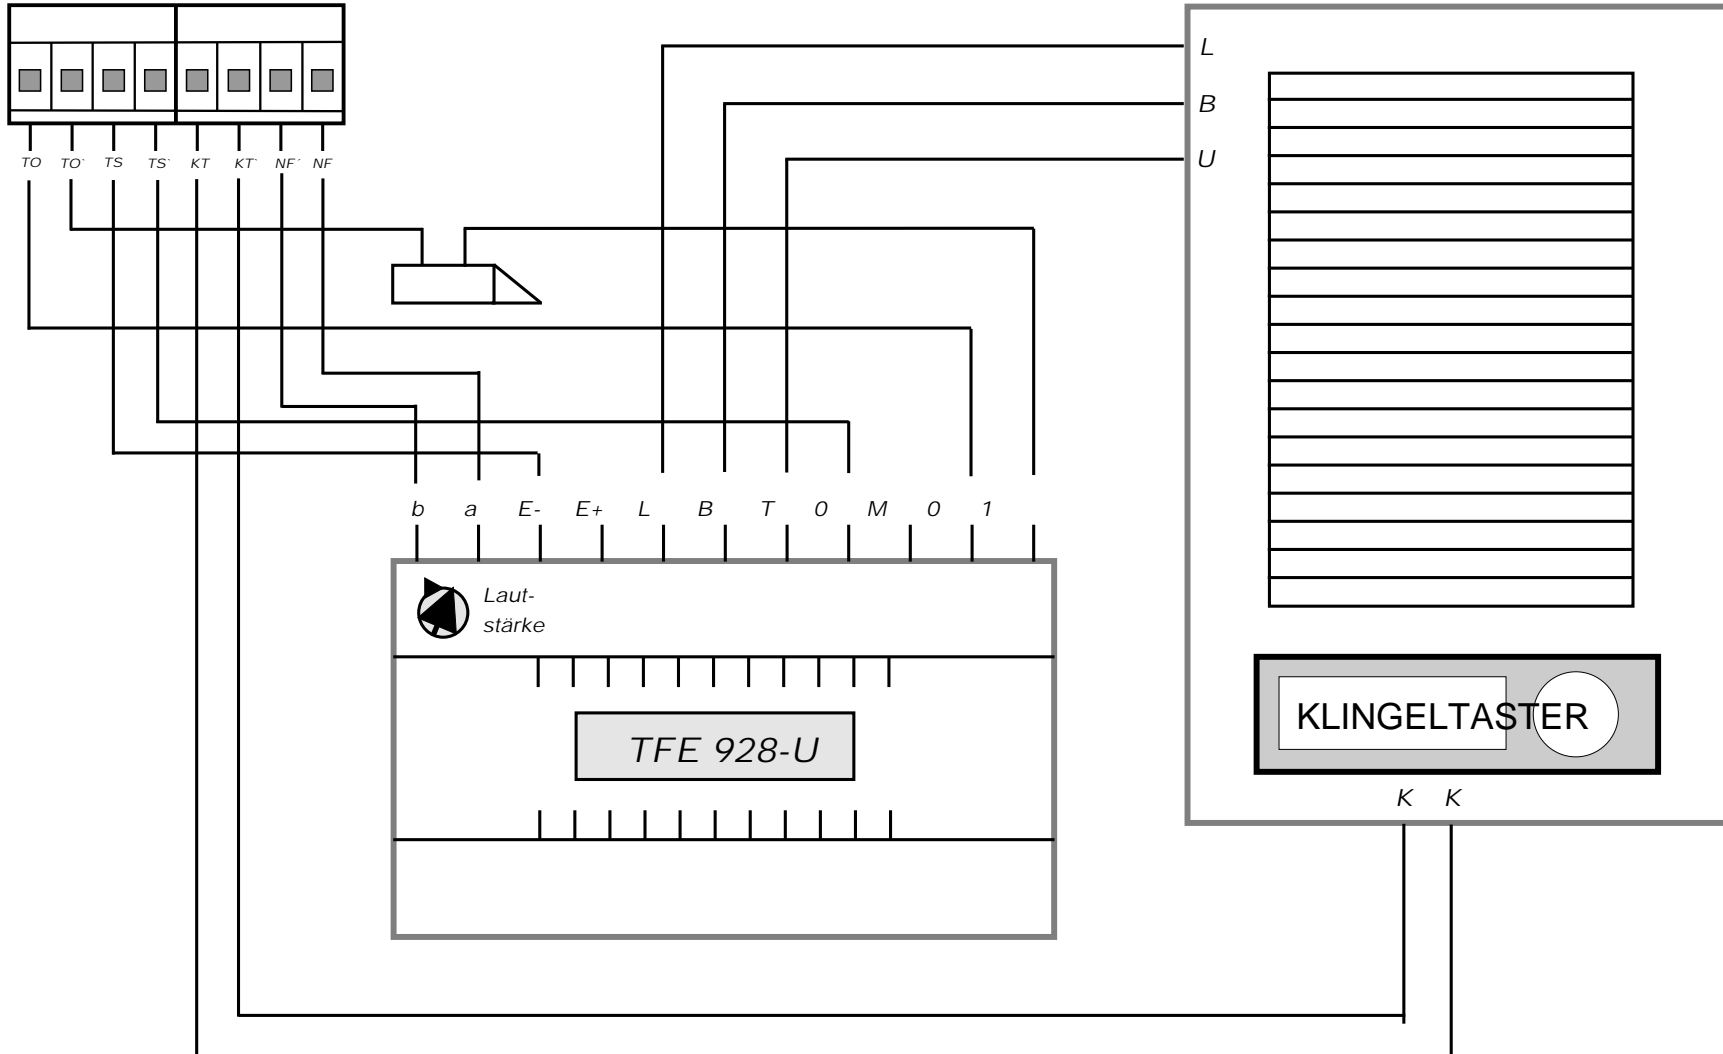 L
B
U
TO TO` TS TS` KT KT` NF´ NF
b a E- E+ L B T 0 M 0 1
Laut-
stärke
TFE 928-U
KLINGELTASTER
K K